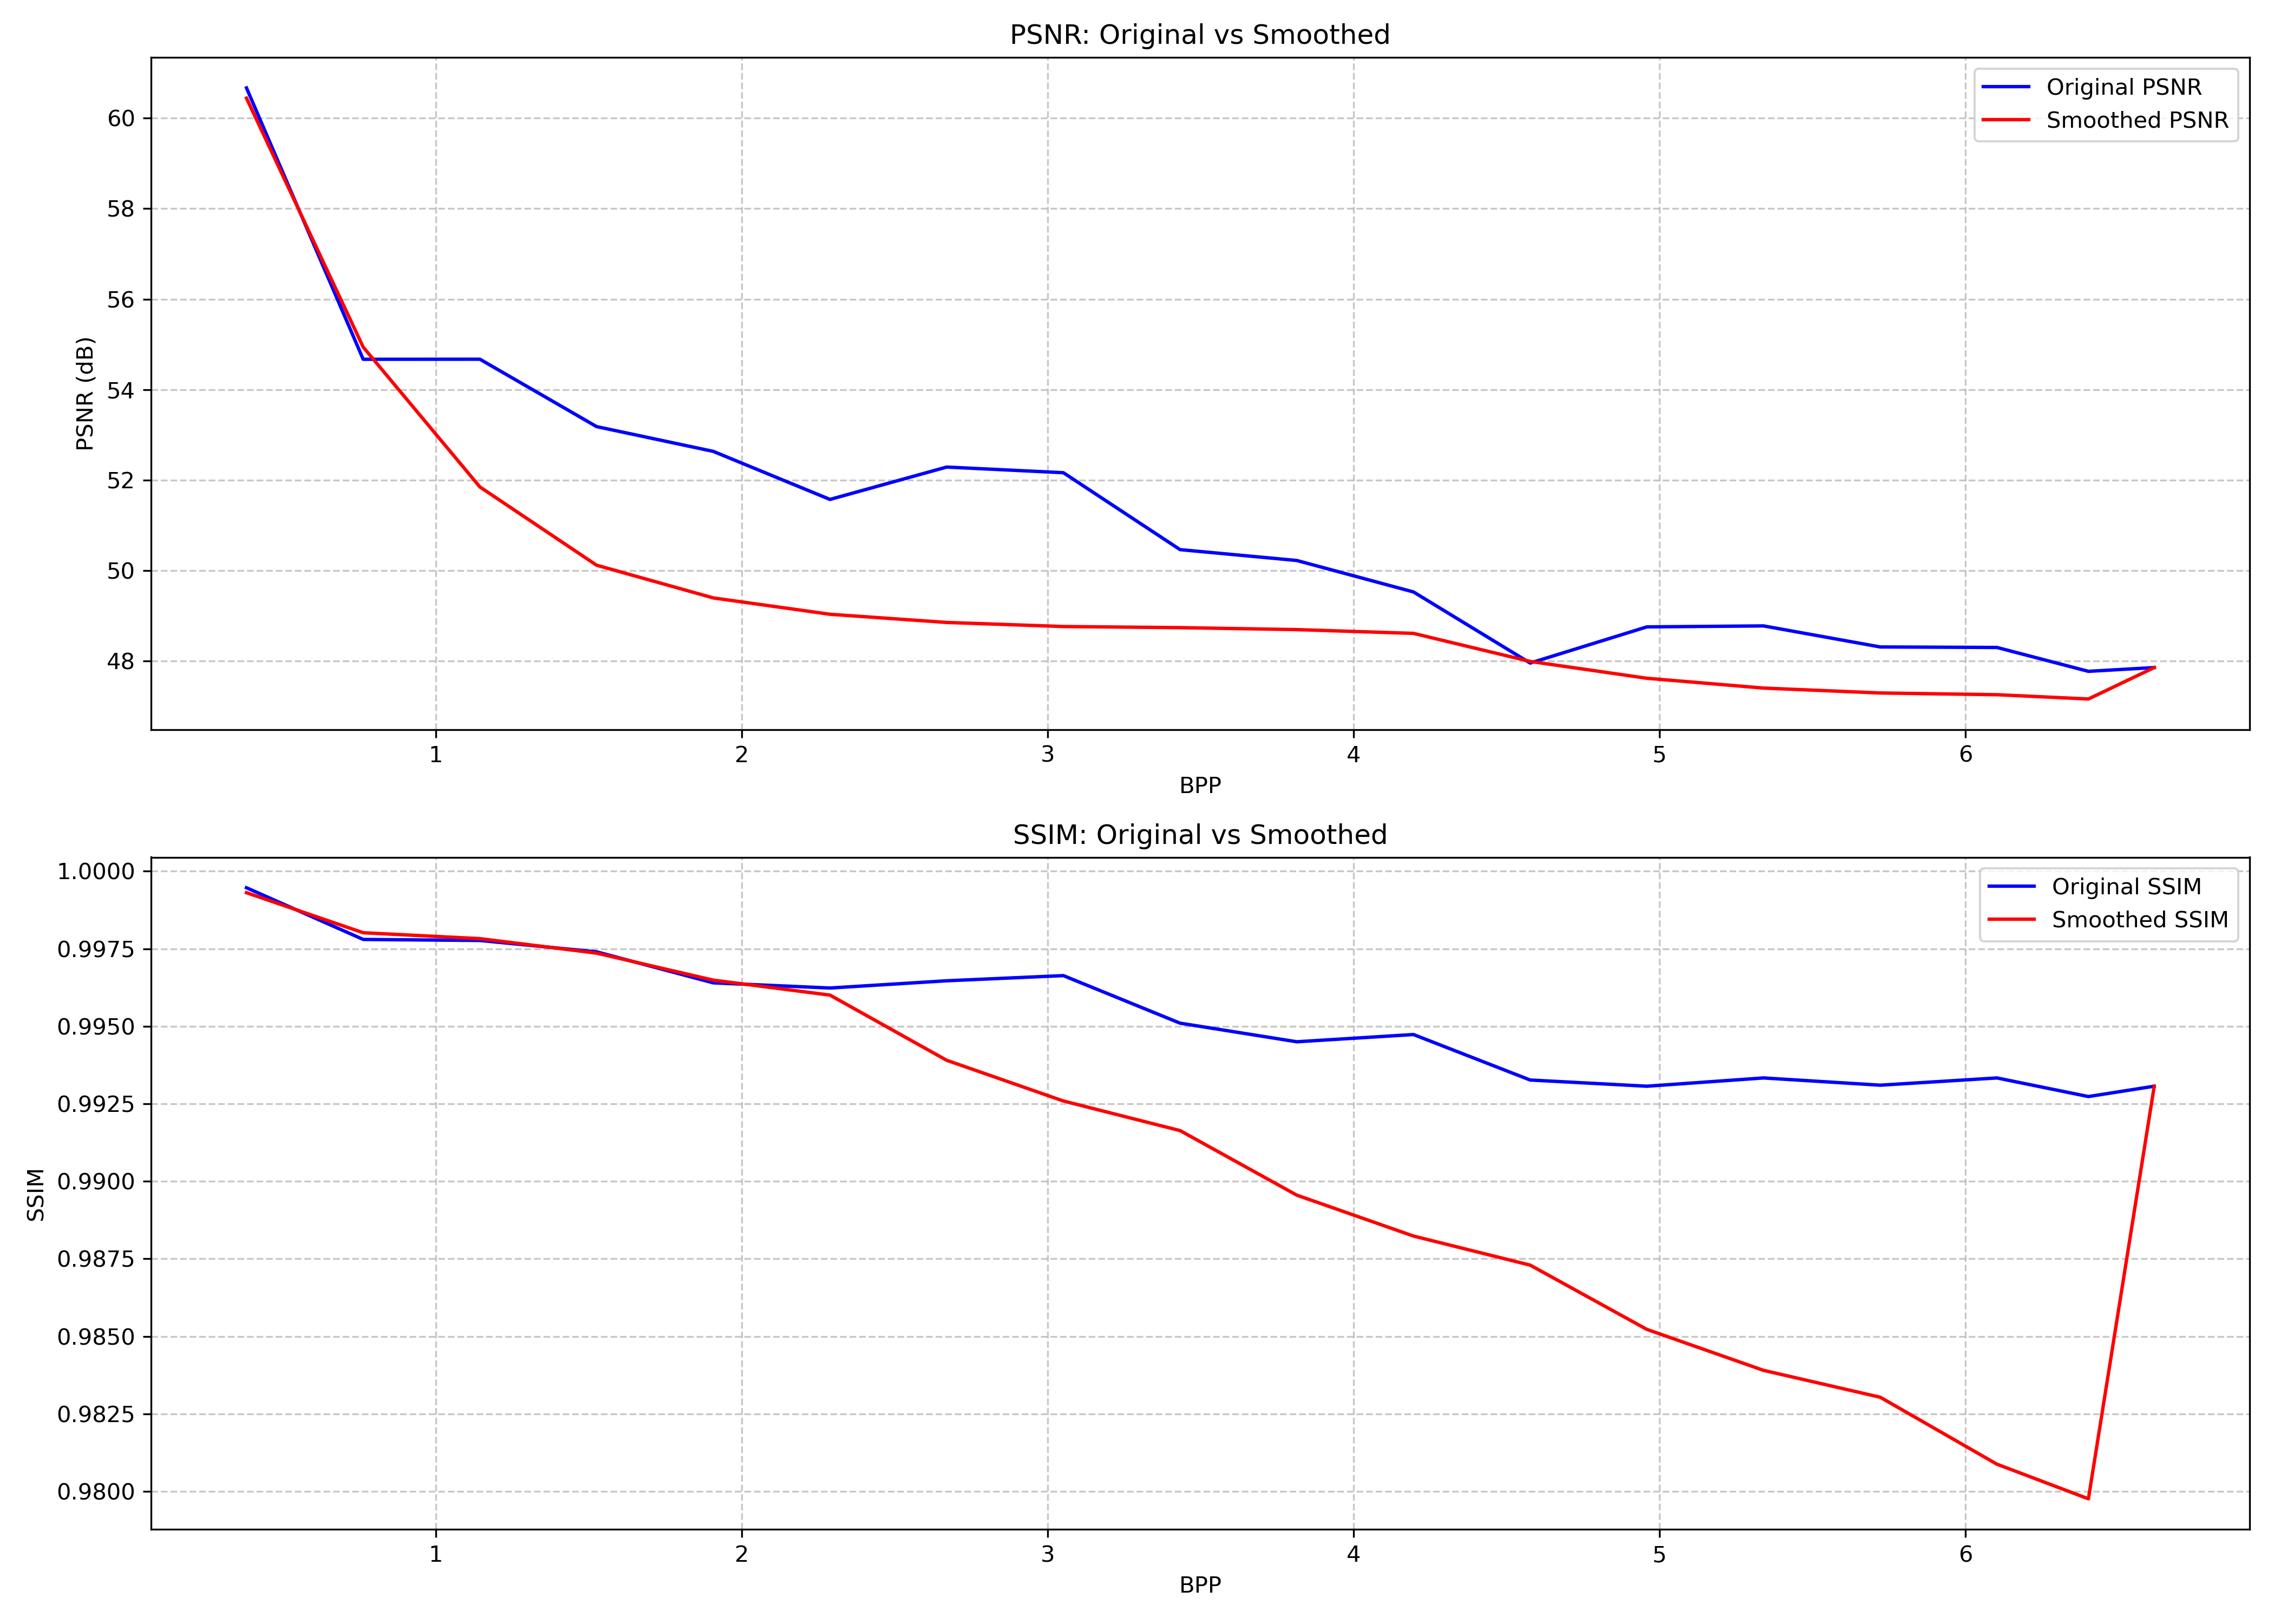 PSNR: Original vs Smoothed
Original PSNR
Smoothed PSNR
60
58
56
54
52
50
48
PSNR (dB)
1 2 3 4 5 6
BPP
SSIM: Original vs Smoothed
Original SSIM
Smoothed SSIM
1.0000
0.9975
0.9950
0.9925
0.9900
0.9875
0.9850
0.9825
0.9800
SSIM
1 2 3 4 5 6
BPP